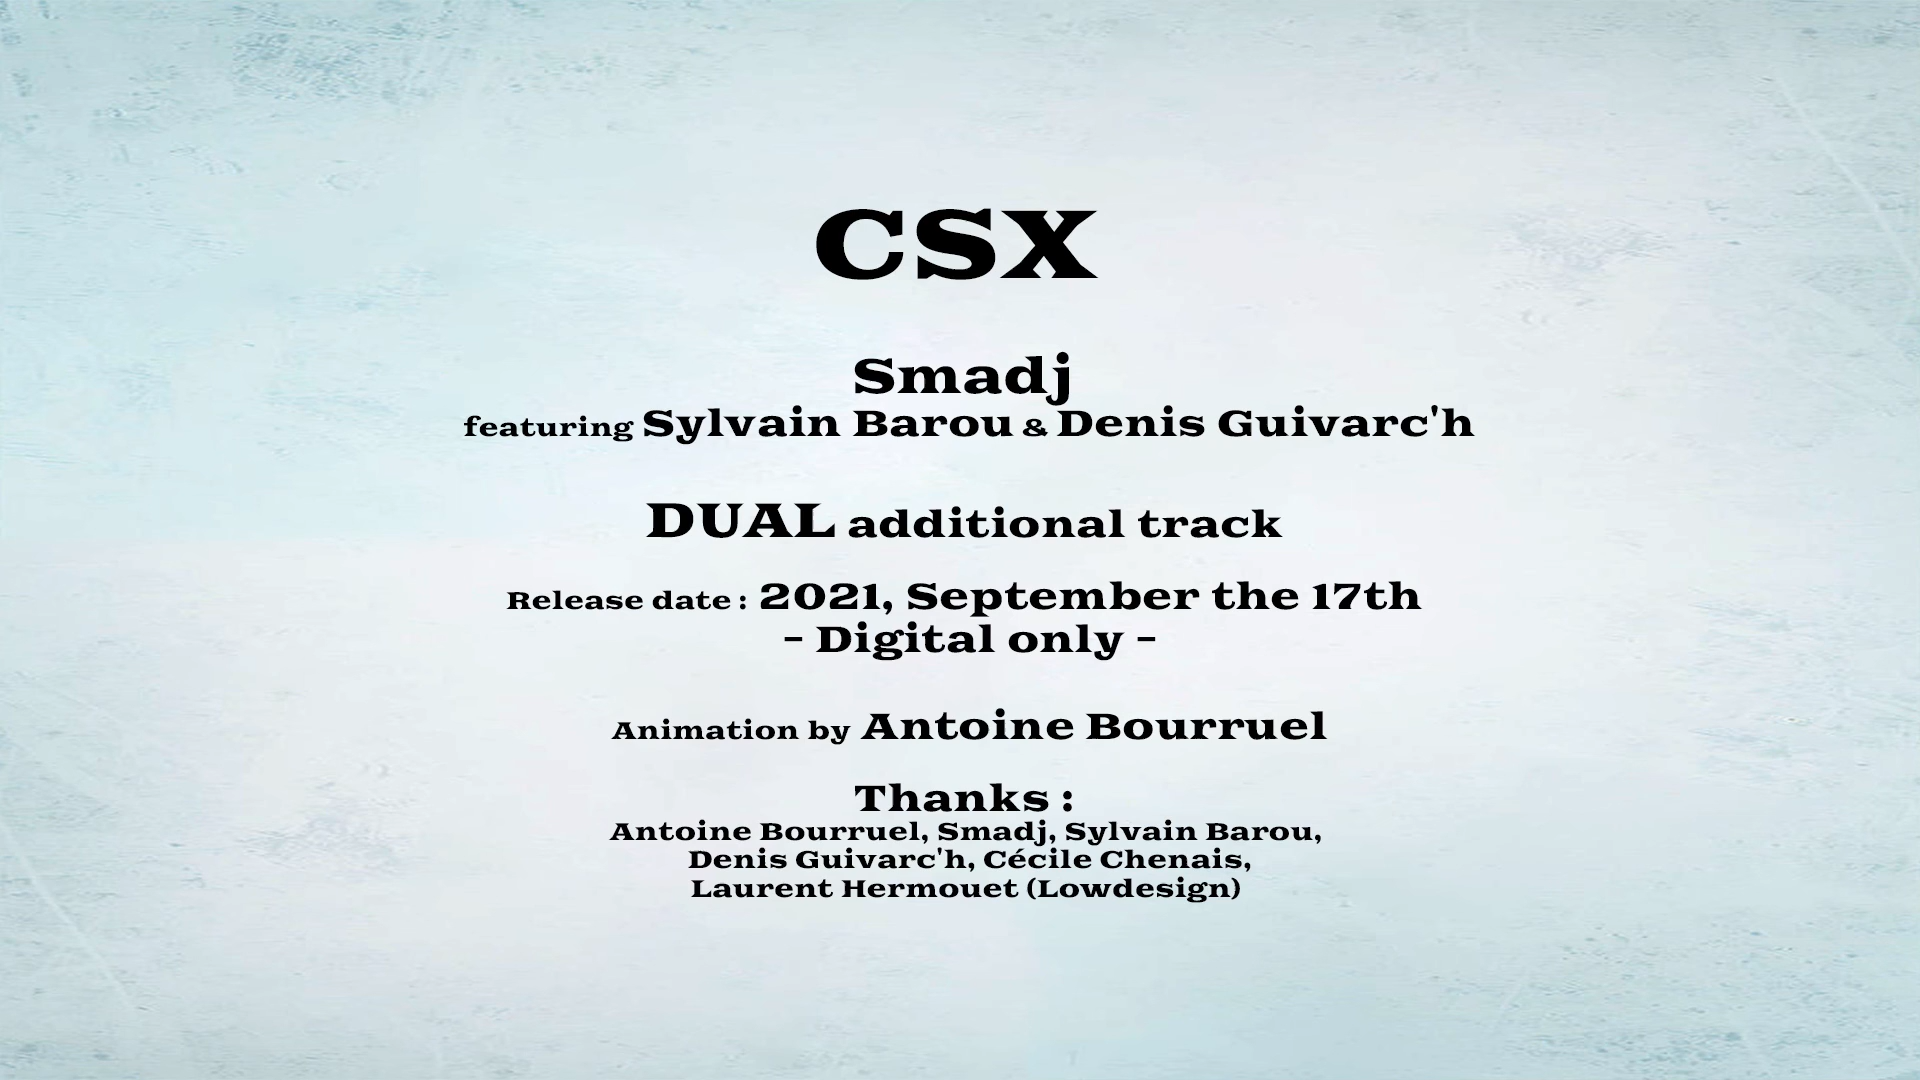 CSX
Smadj
featuring Sylvain Barou & Denis Guivarc'h
DUAL additional track
Release date : 2021, September the 17th
- Digital only -
Animation by Antoine Bourruel
Thanks :
Antoine Bourruel, Smadj, Sylvain Barou,
Denis Guivarc'h, Cécile Chenais,
Laurent Hermouet (Lowdesign)